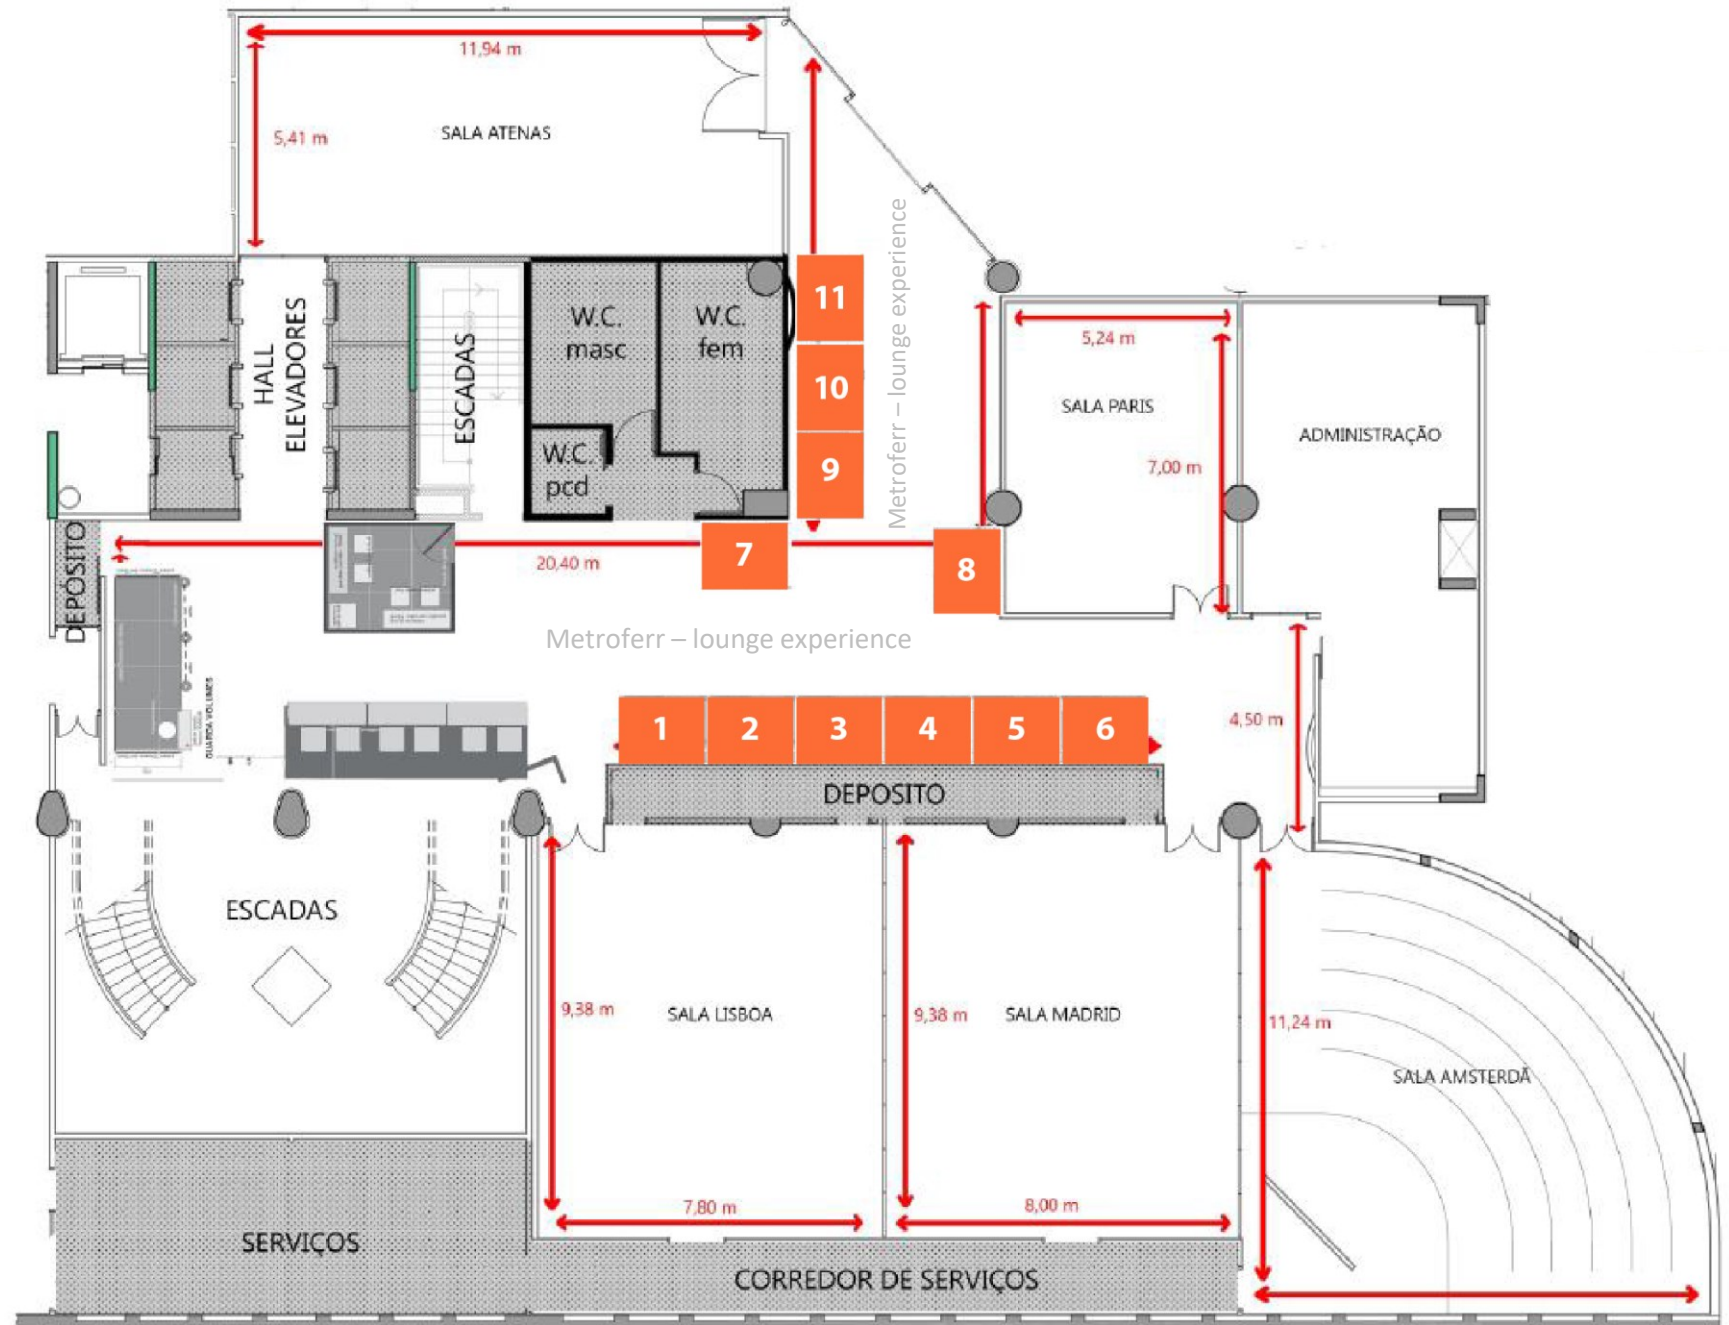 11,94 m
5,41 m
SALA ATENAS
HALL
ELEVADORES
ESCADAS
W.C.
masc
W.C.
fem
W.C.
pcd
11
10
9
Metroferr – lounge experience
5,24 m
SALA PARIS
7,00 m
ADMINISTRAÇÃO
DEPÓSITO
20,40 m
7
8
Metroferr – lounge experience
GUARDA VOLUMES
1
2
3
4
5
6
4,50 m
DEPOSITO
ESCADAS
9,38 m
SALA LISBOA
9,38 m
SALA MADRID
11,24 m
SALA AMSTERDÃ
7,80 m
8,00 m
SERVIÇOS
CORREDOR DE SERVIÇOS